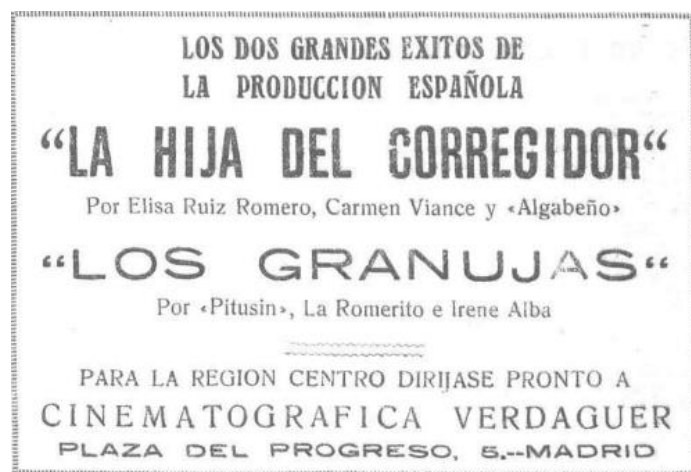 LOS DOS GRANDES EXITOS DE
LA PRODUCCION ESPAÑOLA
“LA HIJA DEL CORREGIDOR“
Por Elisa Ruiz Romero, Carmen Viance y «Algabeño»
“LOS GRANUJAS“
Por «Pitusin», La Romerito e Irene Alba
PARA LA REGION CENTRO DIRIJASE PRONTO A
CINEMATOGRAFICA VERDAGUER
PLAZA DEL PROGRESO, 5.--MADRID